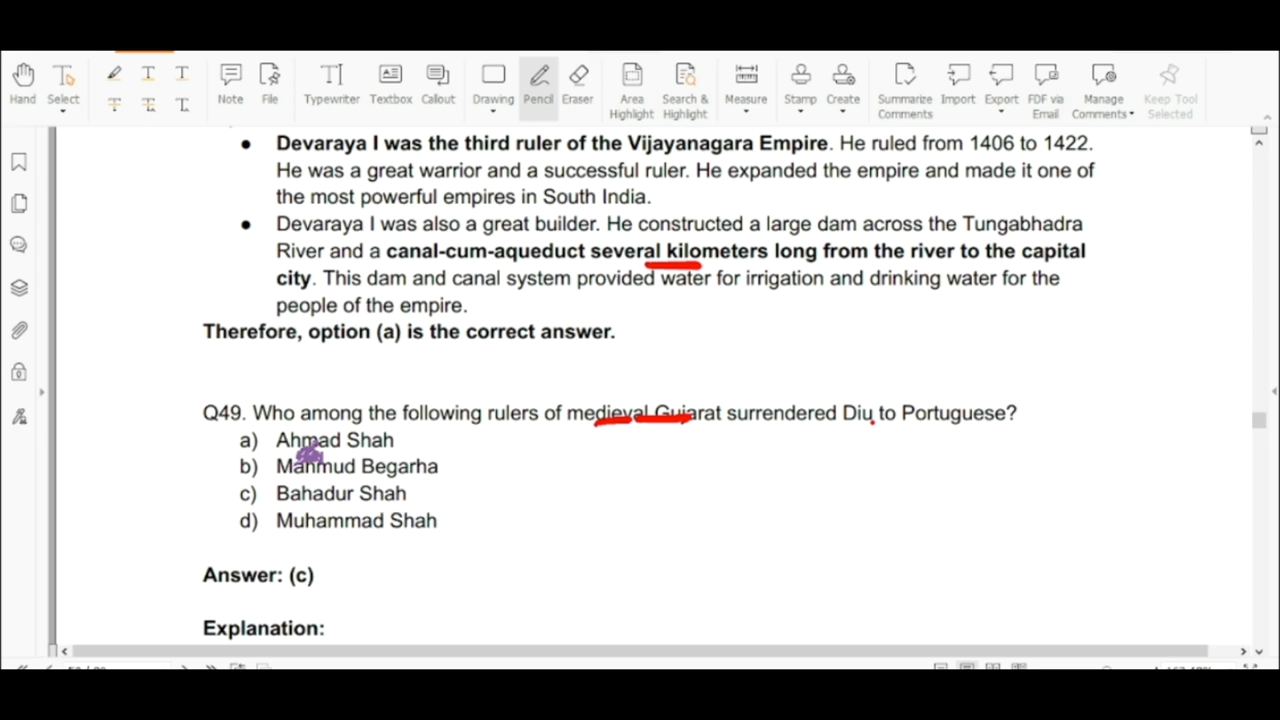 Hand
Select
Note
File
Typewriter
Textbox
Callout
Drawing
Pencil
Eraser
Area
Highlight
Search &
Highlight
Measure
Stamp
Create
Summarize
Comments
Import
Export
FDF via
Email
Manage
Comments
Keep Tool
Selected
● Devaraya I was the third ruler of the Vijayanagara Empire. He ruled from 1406 to 1422.
He was a great warrior and a successful ruler. He expanded the empire and made it one of
the most powerful empires in South India.
● Devaraya I was also a great builder. He constructed a large dam across the Tungabhadra
River and a canal-cum-aqueduct several kilometers long from the river to the capital
city. This dam and canal system provided water for irrigation and drinking water for the
people of the empire.
Therefore, option (a) is the correct answer.
Q49. Who among the following rulers of medieval Gujarat surrendered Diu to Portuguese?
a) Ahmad Shah
b) Mahmud Begarha
c) Bahadur Shah
d) Muhammad Shah
Answer: (c)
Explanation: